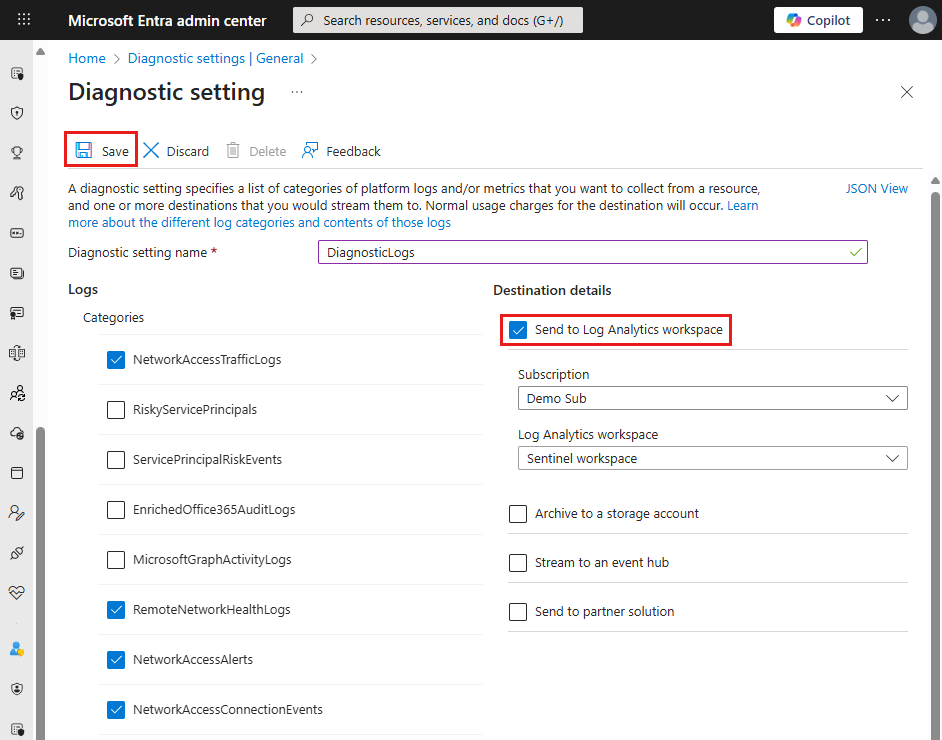 Microsoft Entra admin center
Search resources, services, and docs (G+/)
Copilot
Home > Diagnostic settings | General >
Diagnostic setting
Save
Discard
Delete
Feedback
A diagnostic setting specifies a list of categories of platform logs and/or metrics that you want to collect from a resource,
and one or more destinations that you would stream them to. Normal usage charges for the destination will occur. Learn
more about the different log categories and contents of those logs
JSON View
Diagnostic setting name *
DiagnosticLogs
Logs
Categories
NetworkAccessTrafficLogs
RiskyServicePrincipals
ServicePrincipalRiskEvents
EnrichedOffice365AuditLogs
MicrosoftGraphActivityLogs
RemoteNetworkHealthLogs
NetworkAccessAlerts
NetworkAccessConnectionEvents
Destination details
Send to Log Analytics workspace
Subscription
Demo Sub
Log Analytics workspace
Sentinel workspace
Archive to a storage account
Stream to an event hub
Send to partner solution